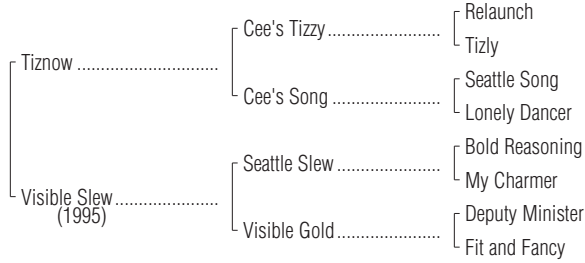 Relaunch
Cee's Tizzy
Tizly
Tiznow
Seattle Song
Cee's Song
Lonely Dancer
Bold Reasoning
Seattle Slew
My Charmer
Visible Slew
(1995)
Deputy Minister
Visible Gold
Fit and Fancy